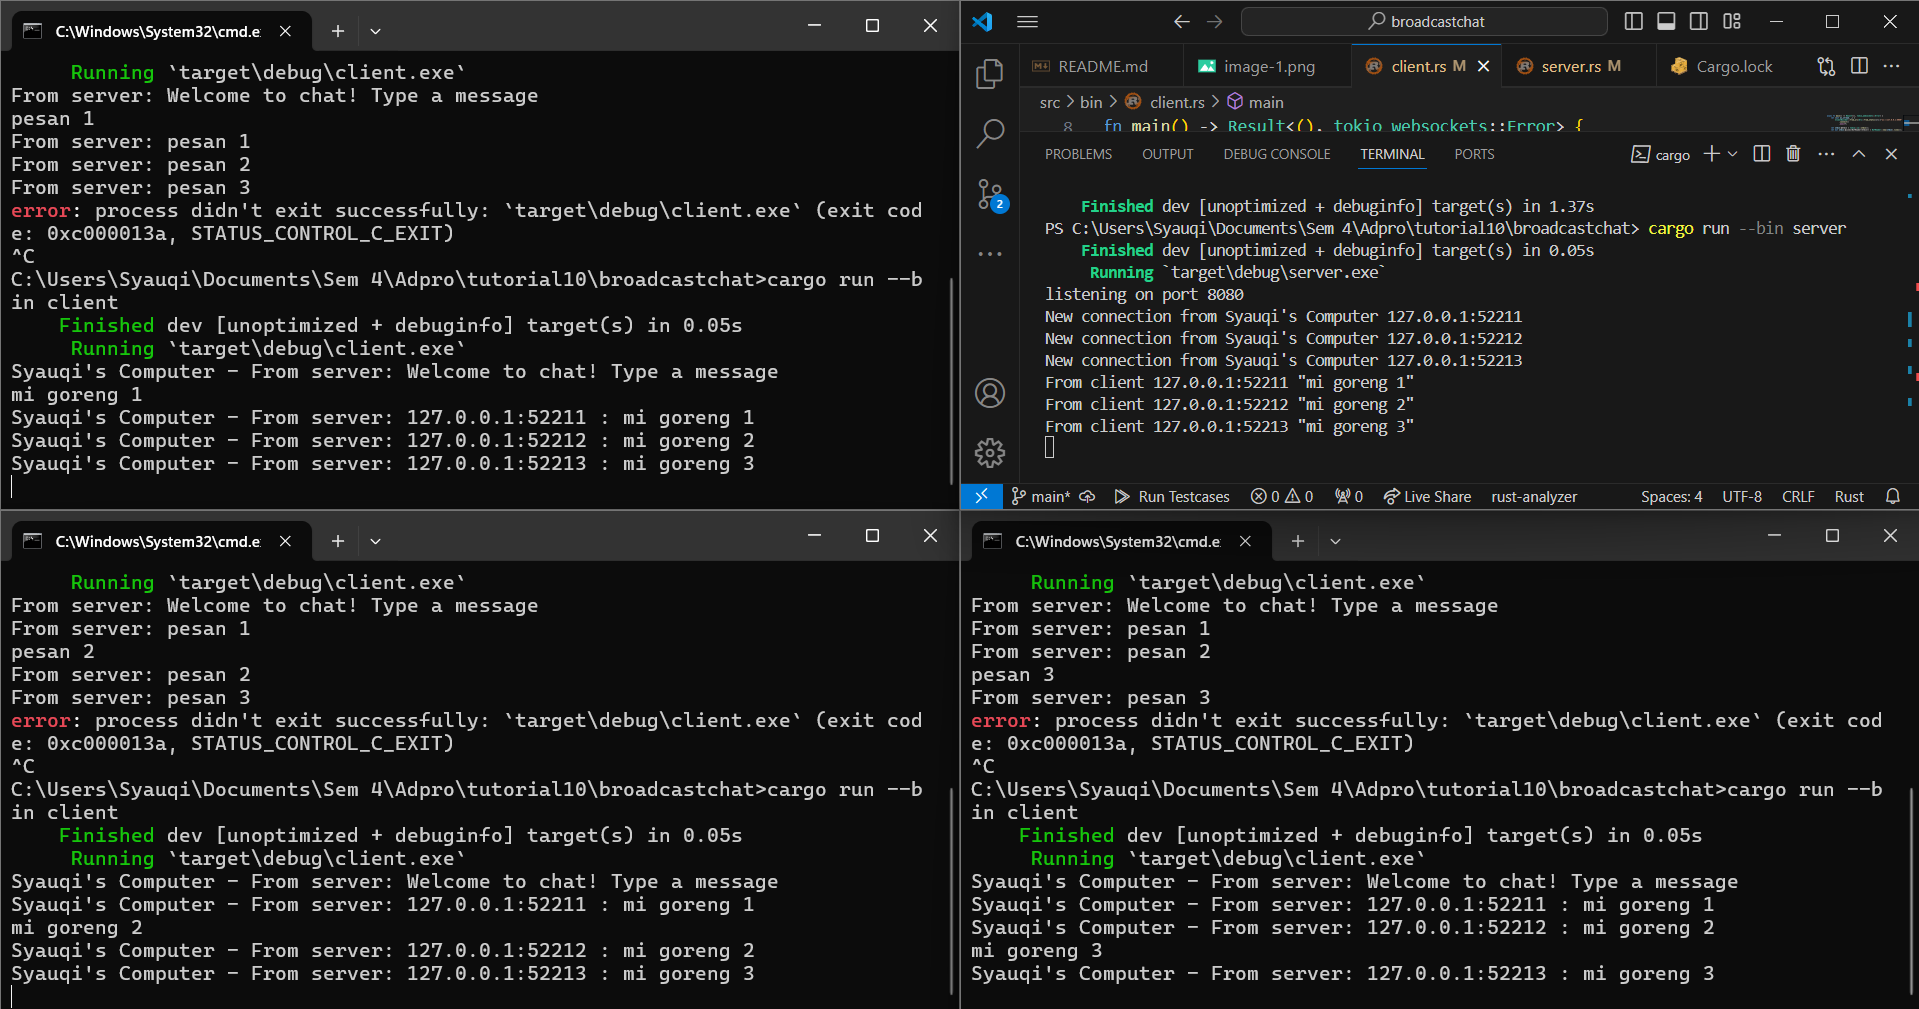 C:\Windows\System32\cmd.e
Running `target\debug\client.exe`
From server: Welcome to chat! Type a message
pesan 1
From server: pesan 1
From server: pesan 2
From server: pesan 3
error: process didn't exit successfully: `target\debug\client.exe` (exit cod
e: 0xc000013a, STATUS_CONTROL_C_EXIT)
^C
C:\Users\Syauqi\Documents\Sem 4\Adpro\tutorial10\broadcastchat>cargo run --b
in client
Finished dev [unoptimized + debuginfo] target(s) in 0.05s
Running `target\debug\client.exe`
Syauqi's Computer - From server: Welcome to chat! Type a message
mi goreng 1
Syauqi's Computer - From server: 127.0.0.1:52211 : mi goreng 1
Syauqi's Computer - From server: 127.0.0.1:52212 : mi goreng 2
Syauqi's Computer - From server: 127.0.0.1:52213 : mi goreng 3
broadcastchat
README.md image-1.png client.rs M server.rs M Cargo.lock
src > bin > client.rs > main
8 fn main() -> Result<(), tokio_websockets::Error> {
PROBLEMS OUTPUT DEBUG CONSOLE TERMINAL PORTS cargo
Finished dev [unoptimized + debuginfo] target(s) in 1.37s
PS C:\Users\Syauqi\Documents\Sem 4\Adpro\tutorial10\broadcastchat> cargo run --bin server
Finished dev [unoptimized + debuginfo] target(s) in 0.05s
Running `target\debug\server.exe`
listening on port 8080
New connection from Syauqi's Computer 127.0.0.1:52211
New connection from Syauqi's Computer 127.0.0.1:52212
New connection from Syauqi's Computer 127.0.0.1:52213
From client 127.0.0.1:52211 "mi goreng 1"
From client 127.0.0.1:52212 "mi goreng 2"
From client 127.0.0.1:52213 "mi goreng 3"
2
main* Run Testcases 0 0 0 Live Share rust-analyzer Spaces: 4 UTF-8 CRLF Rust
C:\Windows\System32\cmd.e
Running `target\debug\client.exe`
From server: Welcome to chat! Type a message
From server: pesan 1
pesan 2
From server: pesan 2
From server: pesan 3
error: process didn't exit successfully: `target\debug\client.exe` (exit cod
e: 0xc000013a, STATUS_CONTROL_C_EXIT)
^C
C:\Users\Syauqi\Documents\Sem 4\Adpro\tutorial10\broadcastchat>cargo run --b
in client
Finished dev [unoptimized + debuginfo] target(s) in 0.05s
Running `target\debug\client.exe`
Syauqi's Computer - From server: Welcome to chat! Type a message
Syauqi's Computer - From server: 127.0.0.1:52211 : mi goreng 1
mi goreng 2
Syauqi's Computer - From server: 127.0.0.1:52212 : mi goreng 2
Syauqi's Computer - From server: 127.0.0.1:52213 : mi goreng 3
C:\Windows\System32\cmd.e
Running `target\debug\client.exe`
From server: Welcome to chat! Type a message
From server: pesan 1
From server: pesan 2
pesan 3
From server: pesan 3
error: process didn't exit successfully: `target\debug\client.exe` (exit cod
e: 0xc000013a, STATUS_CONTROL_C_EXIT)
^C
C:\Users\Syauqi\Documents\Sem 4\Adpro\tutorial10\broadcastchat>cargo run --b
in client
Finished dev [unoptimized + debuginfo] target(s) in 0.05s
Running `target\debug\client.exe`
Syauqi's Computer - From server: Welcome to chat! Type a message
Syauqi's Computer - From server: 127.0.0.1:52211 : mi goreng 1
Syauqi's Computer - From server: 127.0.0.1:52212 : mi goreng 2
mi goreng 3
Syauqi's Computer - From server: 127.0.0.1:52213 : mi goreng 3